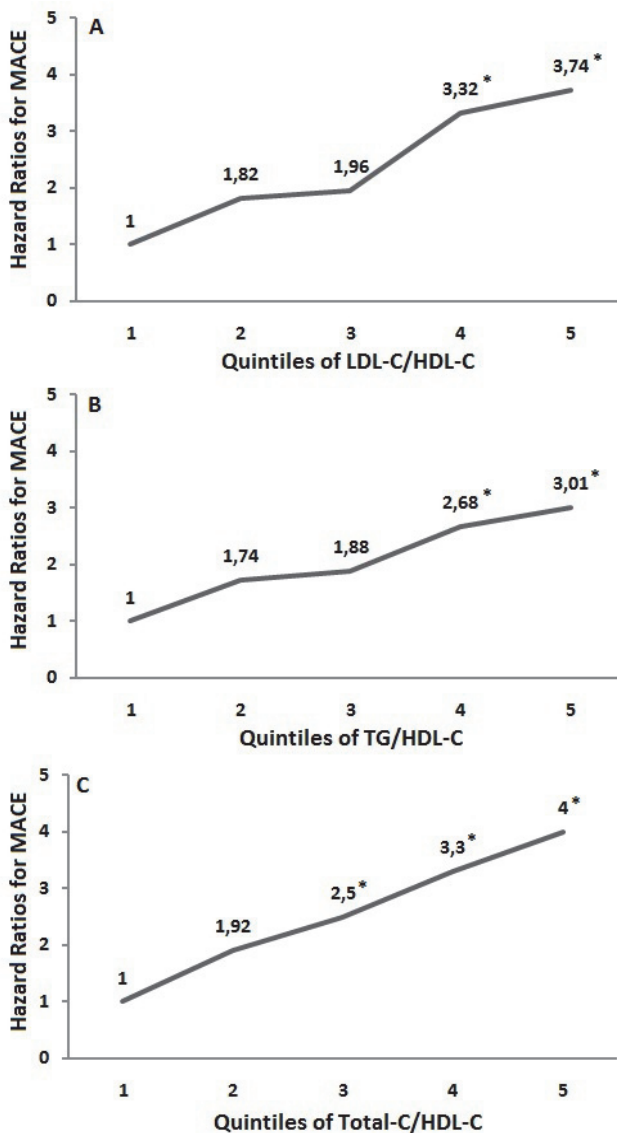 A
Hazard Ratios for MACE
5
4
3
2
1
0
1
1,82
1,96
3,32 *
3,74 *
1 2 3 4 5
Quintiles of LDL-C/HDL-C
B
Hazard Ratios for MACE
5
4
3
2
1
0
1
1,74
1,88
2,68 *
3,01 *
1 2 3 4 5
Quintiles of TG/HDL-C
C
Hazard Ratios for MACE
5
4
3
2
1
0
1
1,92
2,5 *
3,3 *
4 *
1 2 3 4 5
Quintiles of Total-C/HDL-C